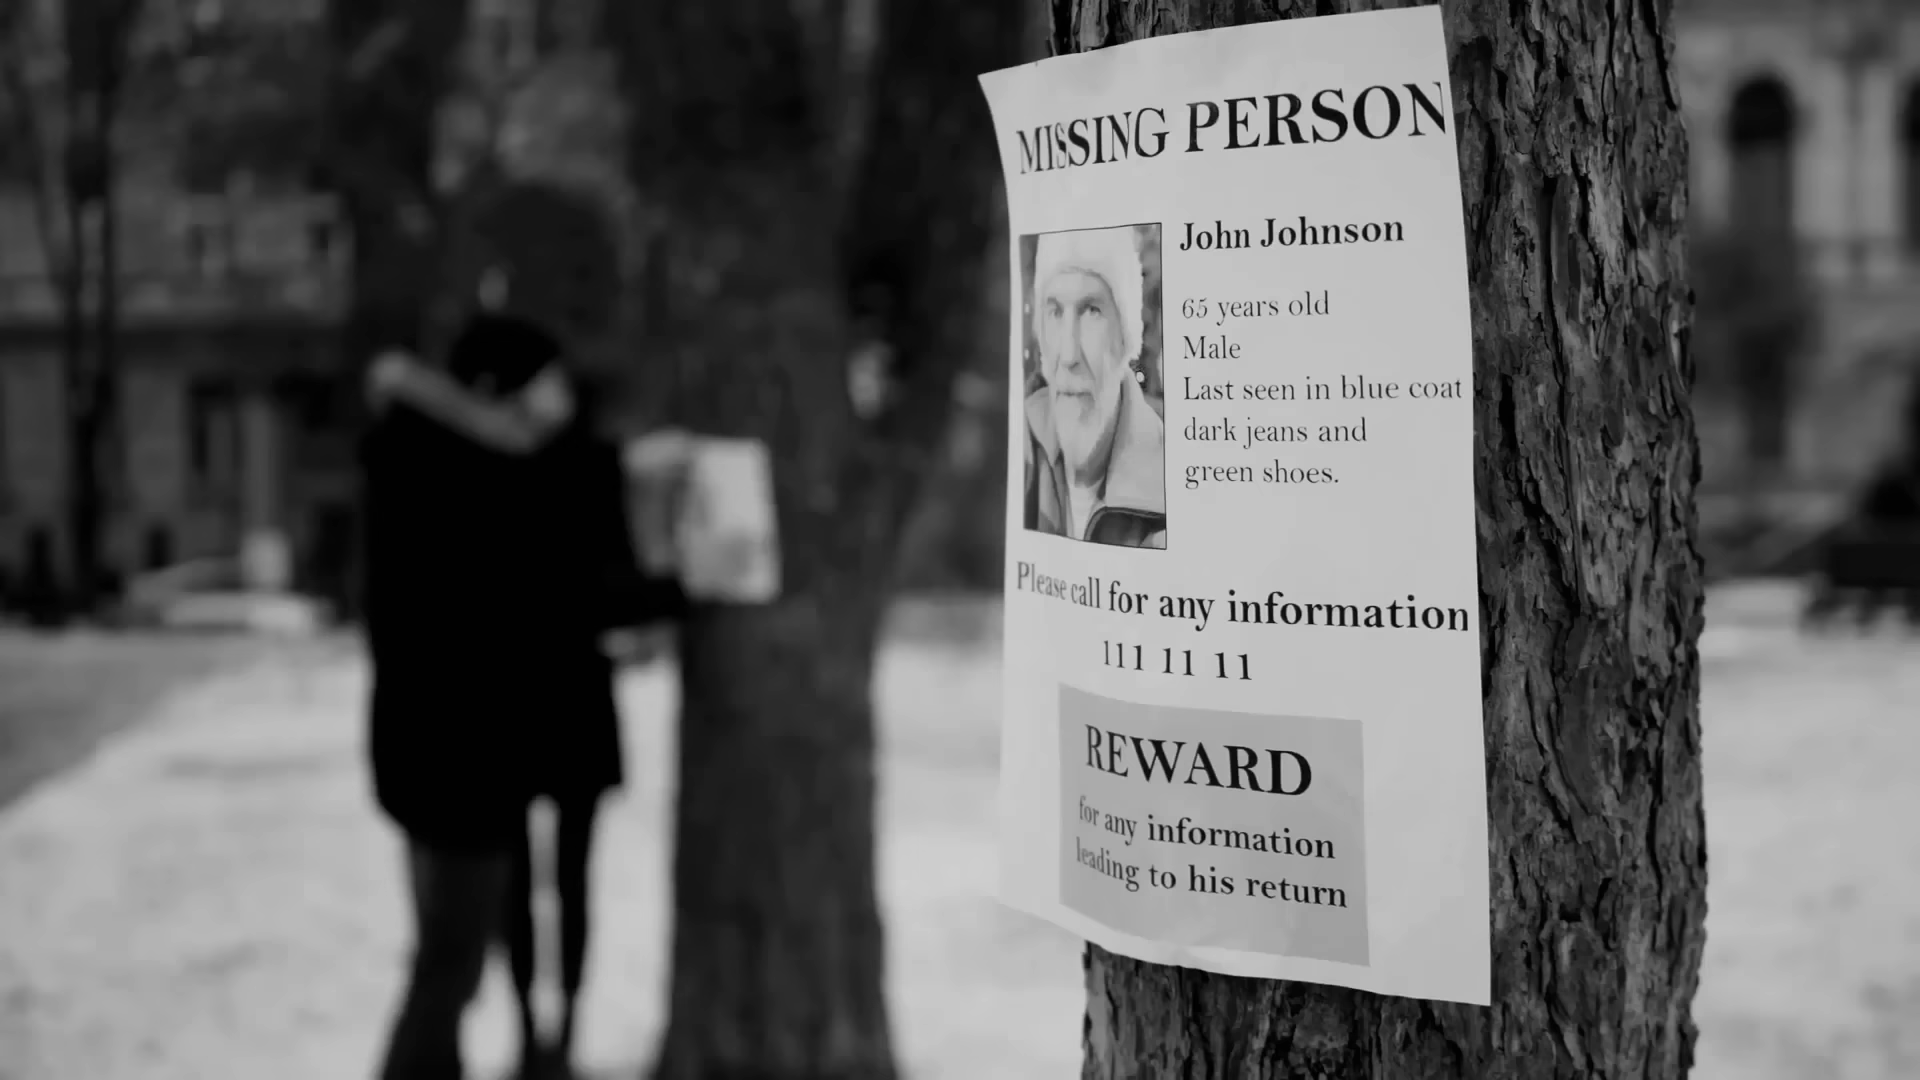 MISSING PERSON
John Johnson
65 years old
Male
Last seen in blue coat
dark jeans and
green shoes.
Please call for any information
111 11 11
REWARD
for any information
leading to his return